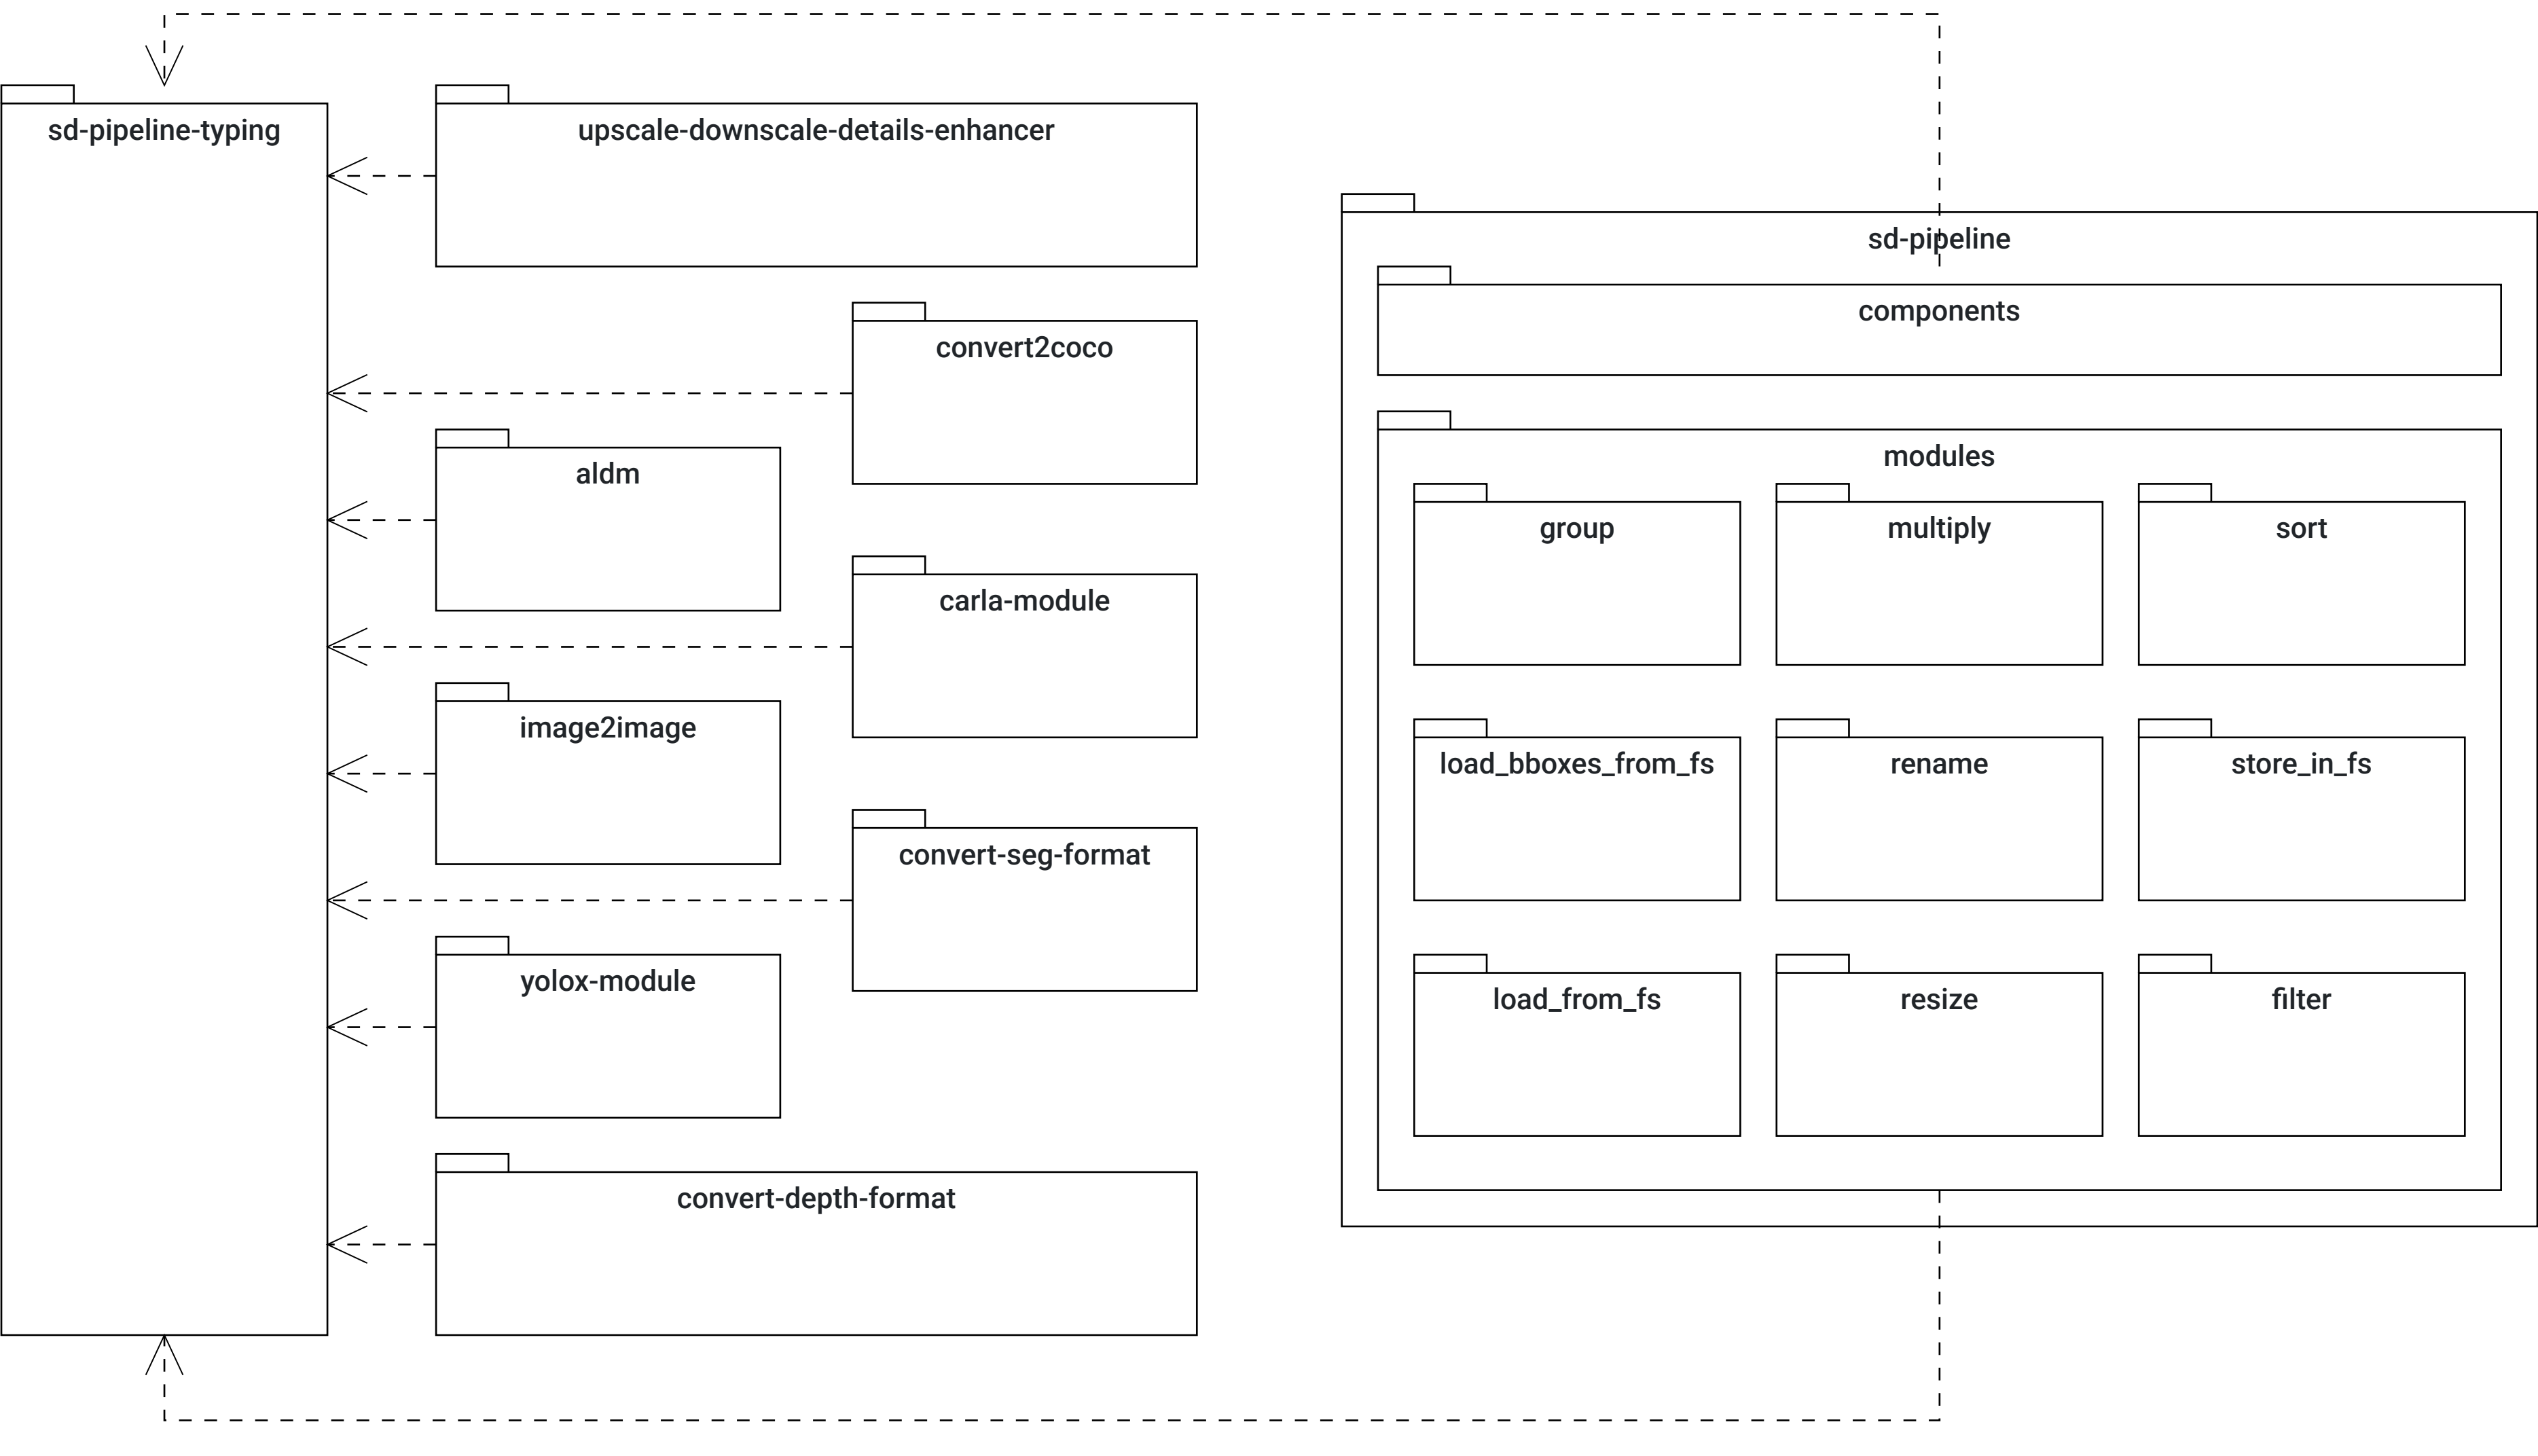 sd-pipeline-typing
upscale-downscale-details-enhancer
convert2coco
aldm
carla-module
image2image
convert-seg-format
yolox-module
convert-depth-format
sd-pipeline
components
modules
group
multiply
sort
load_bboxes_from_fs
rename
store_in_fs
load_from_fs
resize
filter